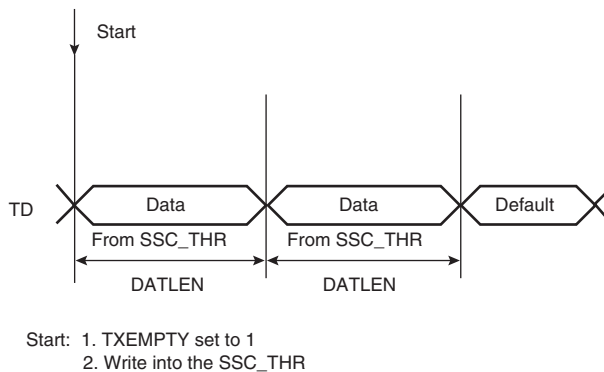 Start
TD
Data
Data
Default
From SSC_THR
From SSC_THR
DATLEN
DATLEN
Start: 1. TXEMPTY set to 1
2. Write into the SSC_THR